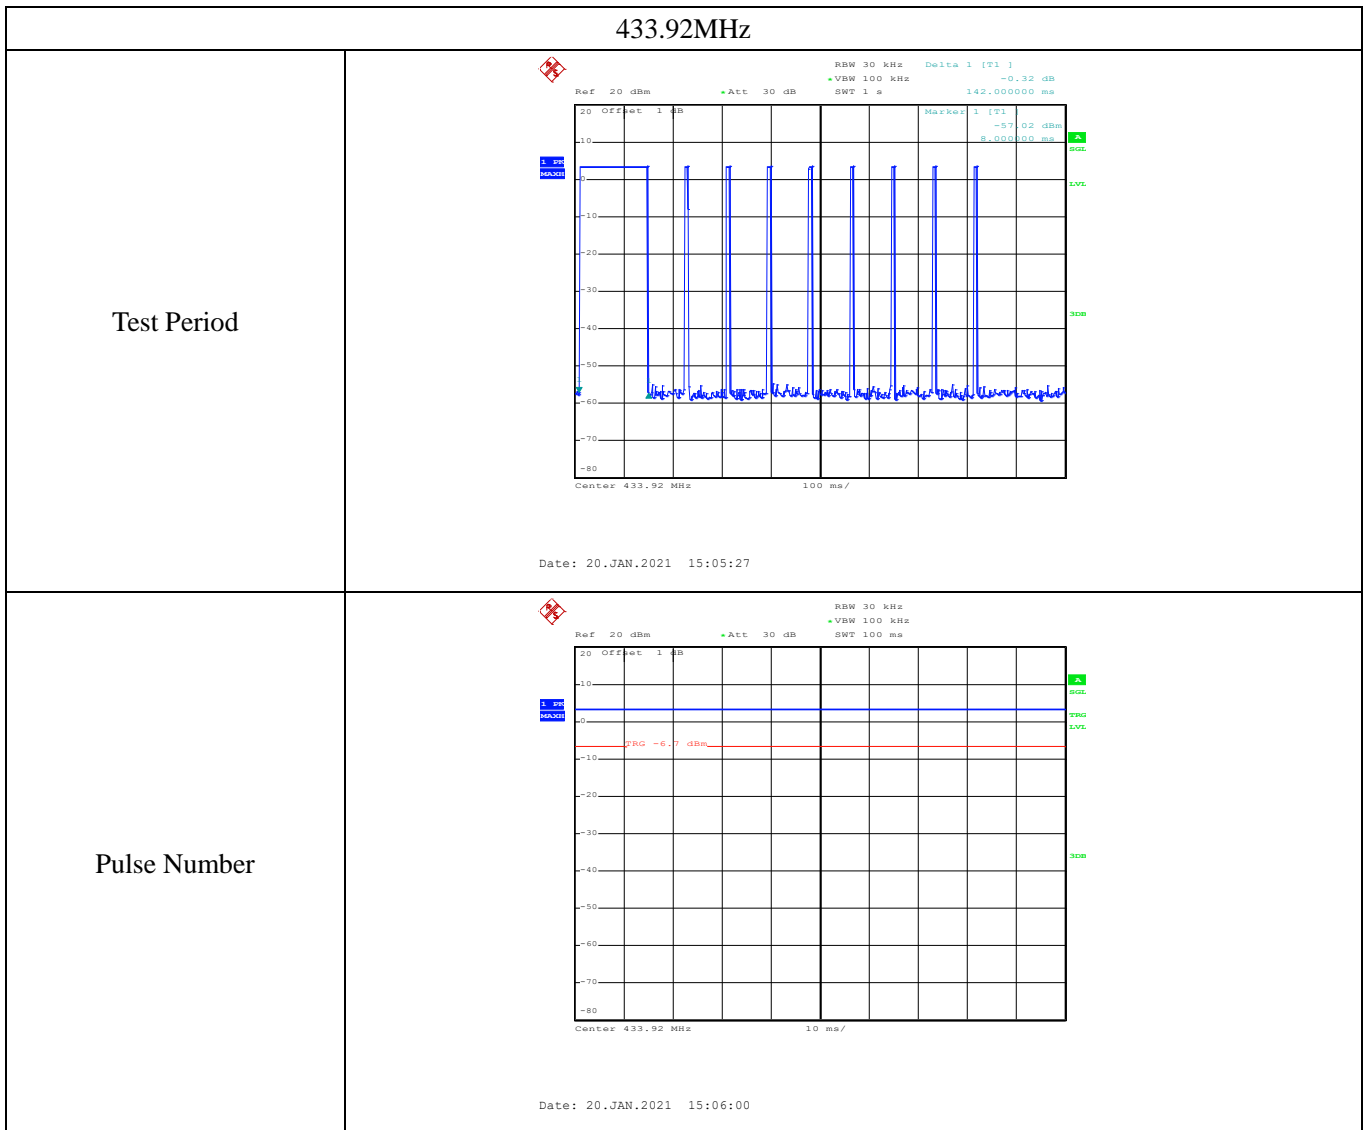 433.92MHz
Test Period
R S
RBW 30 kHz Delta 1 [T1 ]
*VBW 100 kHz -0.32 dB
Ref 20 dBm *Att 30 dB SWT 1 s 142.000000 ms
20 Offset 1 dB Marker 1 [T1 ]
-57.02 dBm
10 8.000000 ms A
SGL
1 PK
MAXH
0 LVL
-10
-20
-30
3DB
-40
-50
-60
-70
-80
Center 433.92 MHz 100 ms/
Date: 20.JAN.2021 15:05:27
Pulse Number
R S
RBW 30 kHz
*VBW 100 kHz
Ref 20 dBm *Att 30 dB SWT 100 ms
20 Offset 1 dB
10 A
SGL
1 PK
MAXH TRG
0 LVL
TRG -6.7 dBm
-10
-20
-30
3DB
-40
-50
-60
-70
-80
Center 433.92 MHz 10 ms/
Date: 20.JAN.2021 15:06:00